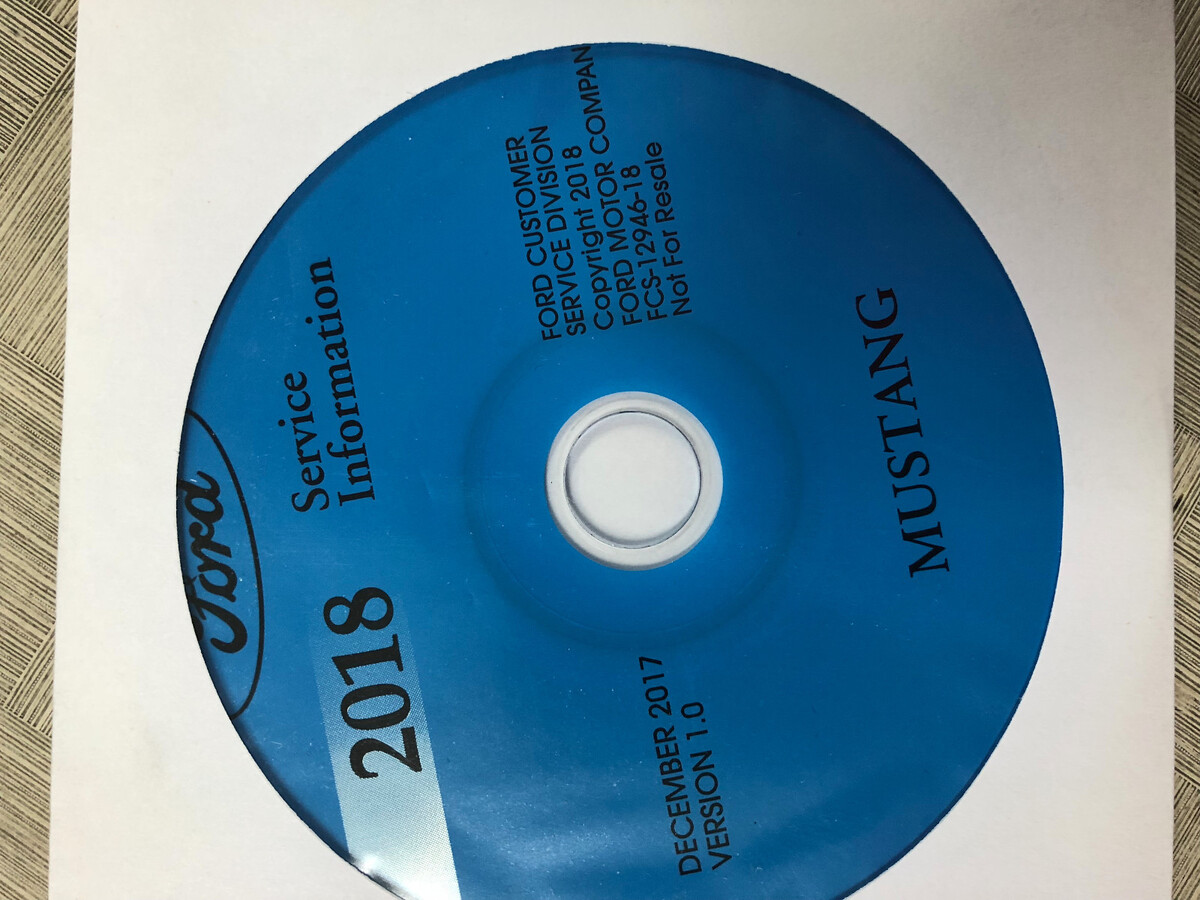 Ford
2018
Service
Information
DECEMBER 2017
VERSION 1.0
FORD CUSTOMER
SERVICE DIVISION
Copyright 2018
FORD MOTOR COMPAN
FCS-12946-18
Not For Resale
MUSTANG